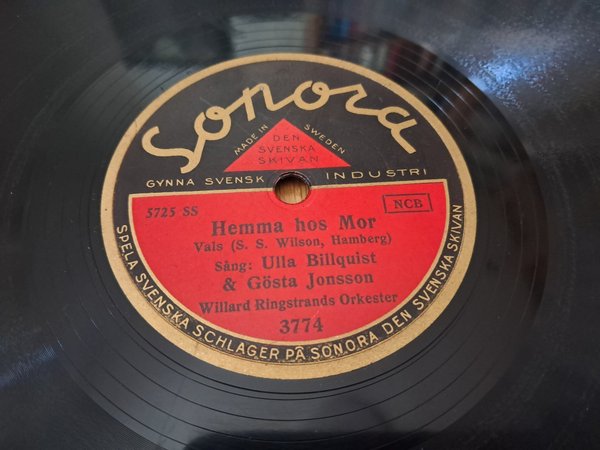 Sonora
MADE IN SWEDEN
DEN
SVENSKA
SKIVAN
GYNNA SVENSK INDUSTRI
5725 SS
NCB
Hemma hos Mor
Vals (S. S. Wilson, Hamberg)
Sång: Ulla Billquist
& Gösta Jonsson
Willard Ringstrands Orkester
3774
SPELA SVENSKA SCHLAGER PÅ SONORA DEN SVENSKA SKIVAN